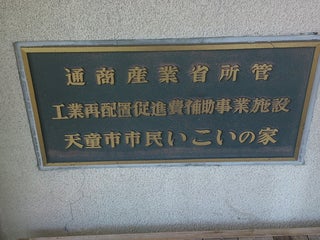 通商産業省所管
工業再配置促進費補助事業施設
天童市市民いこいの家